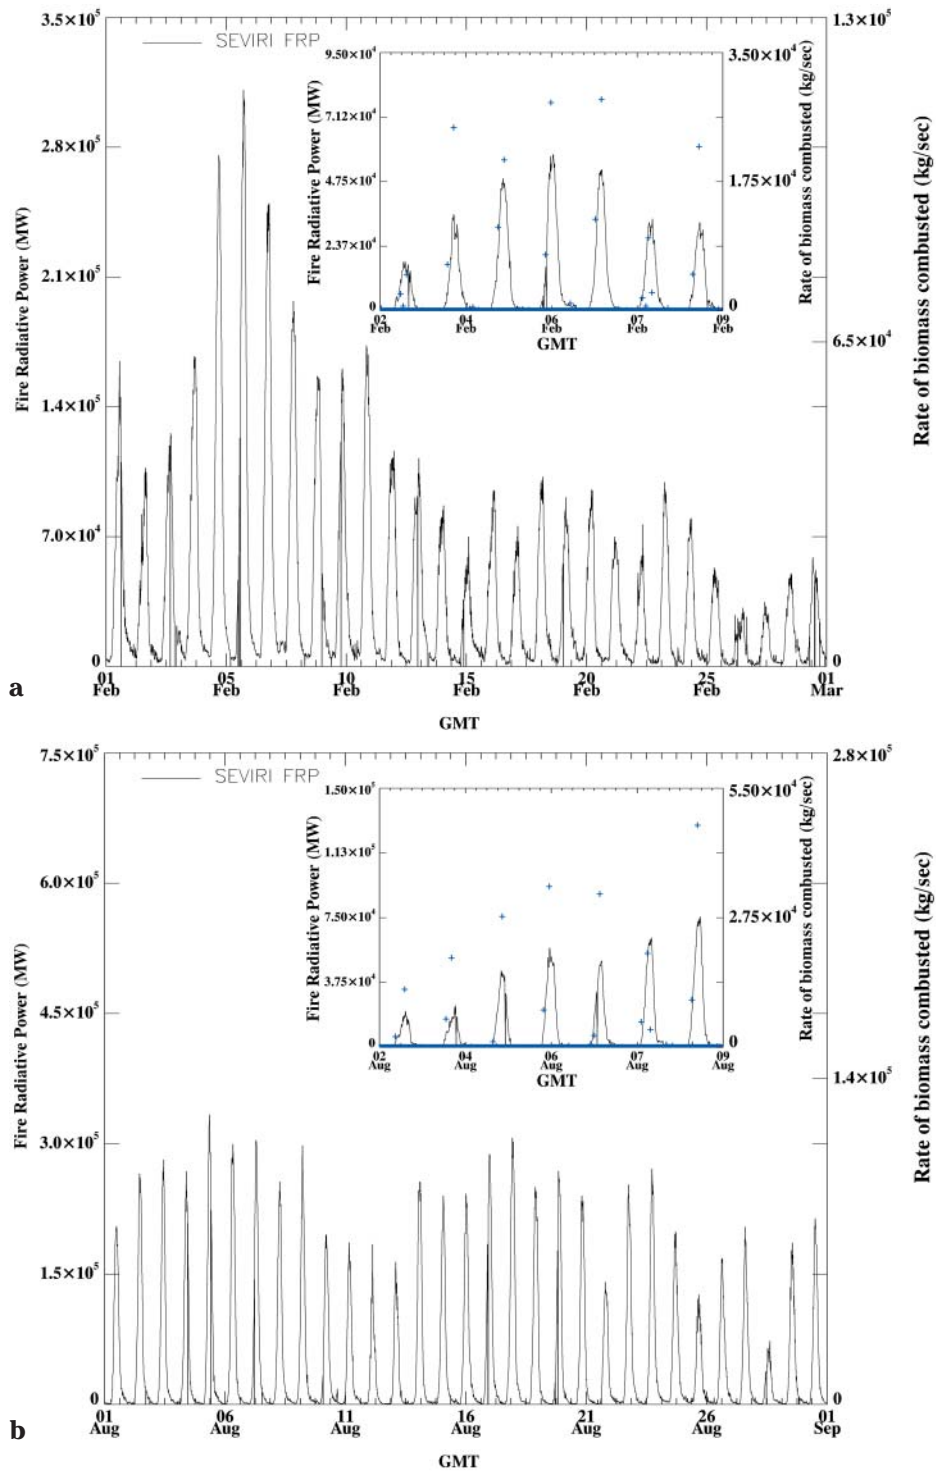 3.5×10⁵
1.3×10⁵
SEVIRI FRP
9.50×10⁴
3.50×10⁴
7.12×10⁴
4.75×10⁴
1.75×10⁴
2.37×10⁴
0
0
02 04 06 07 09
Feb Feb Feb Feb Feb
GMT
Fire Radiative Power (MW)
Rate of biomass combusted (kg/sec)
2.8×10⁵
2.1×10⁵
6.5×10⁴
1.4×10⁵
7.0×10⁴
0
0
Fire Radiative Power (MW)
Rate of biomass combusted (kg/sec)
01 05 10 15 20 25 01
Feb Feb Feb Feb Feb Feb Mar
a
GMT
7.5×10⁵
2.8×10⁵
SEVIRI FRP
1.50×10⁵
5.50×10⁴
1.13×10⁵
7.50×10⁴
2.75×10⁴
3.75×10⁴
0
0
02 04 06 07 09
Aug Aug Aug Aug Aug
GMT
Fire Radiative Power (MW)
Rate of biomass combusted (kg/sec)
6.0×10⁵
4.5×10⁵
1.4×10⁵
3.0×10⁵
1.5×10⁵
0
0
Fire Radiative Power (MW)
Rate of biomass combusted (kg/sec)
01 06 11 16 21 26 01
Aug Aug Aug Aug Aug Aug Sep
b
GMT